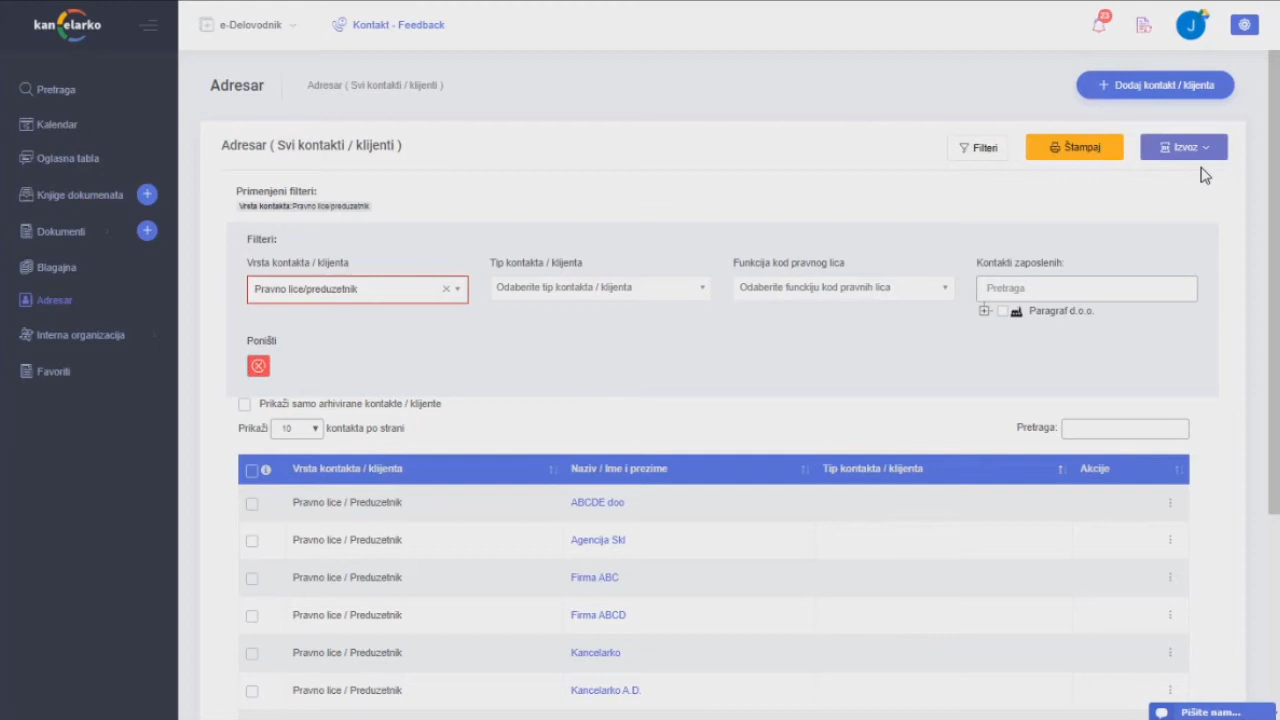 kancelarko
e-Delovodnik
Kontakt - Feedback
23
J
Pretraga
Kalendar
Oglasna tabla
Knjige dokumenata
Dokumenti
Blagajna
Adresar
Interna organizacija
Favoriti
Adresar
Adresar ( Svi kontakti / klijenti )
+ Dodaj kontakt / klijenta
Adresar ( Svi kontakti / klijenti )
Filteri
Štampaj
Izvoz
Primenjeni filteri:
Vrsta kontakta:Pravno lice/preduzetnik
Filteri:
Vrsta kontakta / klijenta
Tip kontakta / klijenta
Funkcija kod pravnog lica
Kontakti zaposlenih:
Pravno lice/preduzetnik
Odaberite tip kontakta / klijenta
Odaberite funckiju kod pravnih lica
Pretraga
Paragraf d.o.o.
Poništi
Prikaži samo arhivirane kontakte / klijente
Prikaži 10 kontakta po strani
Pretraga:
Vrsta kontakta / klijenta Naziv / Ime i prezime Tip kontakta / klijenta Akcije
Pravno lice / Preduzetnik ABCDE doo
Pravno lice / Preduzetnik Agencija Skl
Pravno lice / Preduzetnik Firma ABC
Pravno lice / Preduzetnik Firma ABCD
Pravno lice / Preduzetnik Kancelarko
Pravno lice / Preduzetnik Kancelarko A.D.
Pišite nam...